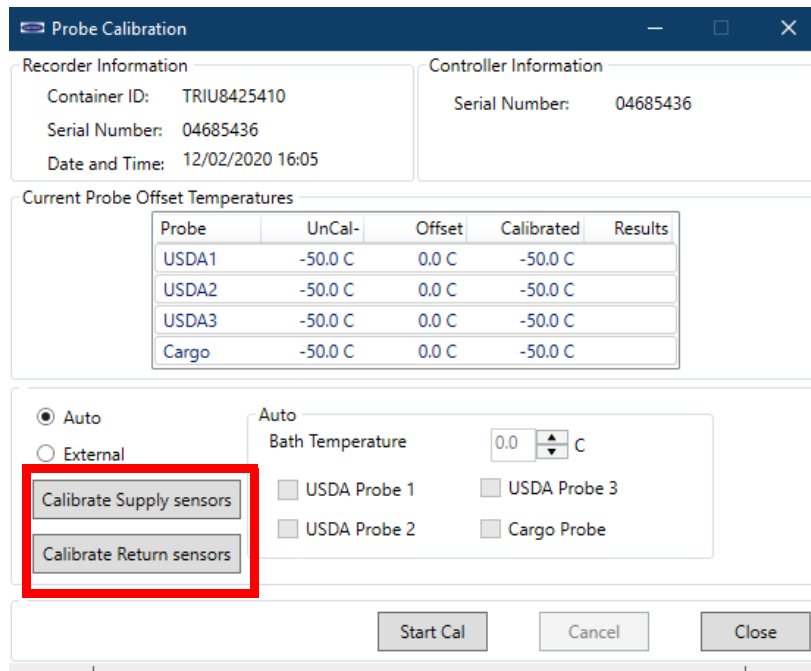 Probe Calibration
Recorder Information
Container ID: TRIU8425410
Serial Number: 04685436
Date and Time: 12/02/2020 16:05
Controller Information
Serial Number: 04685436
Current Probe Offset Temperatures
Probe UnCal- Offset Calibrated Results
USDA1 -50.0 C 0.0 C -50.0 C
USDA2 -50.0 C 0.0 C -50.0 C
USDA3 -50.0 C 0.0 C -50.0 C
Cargo -50.0 C 0.0 C -50.0 C
Auto
External
Calibrate Supply sensors
Calibrate Return sensors
Auto
Bath Temperature 0.0 C
USDA Probe 1 USDA Probe 3
USDA Probe 2 Cargo Probe
Start Cal Cancel Close